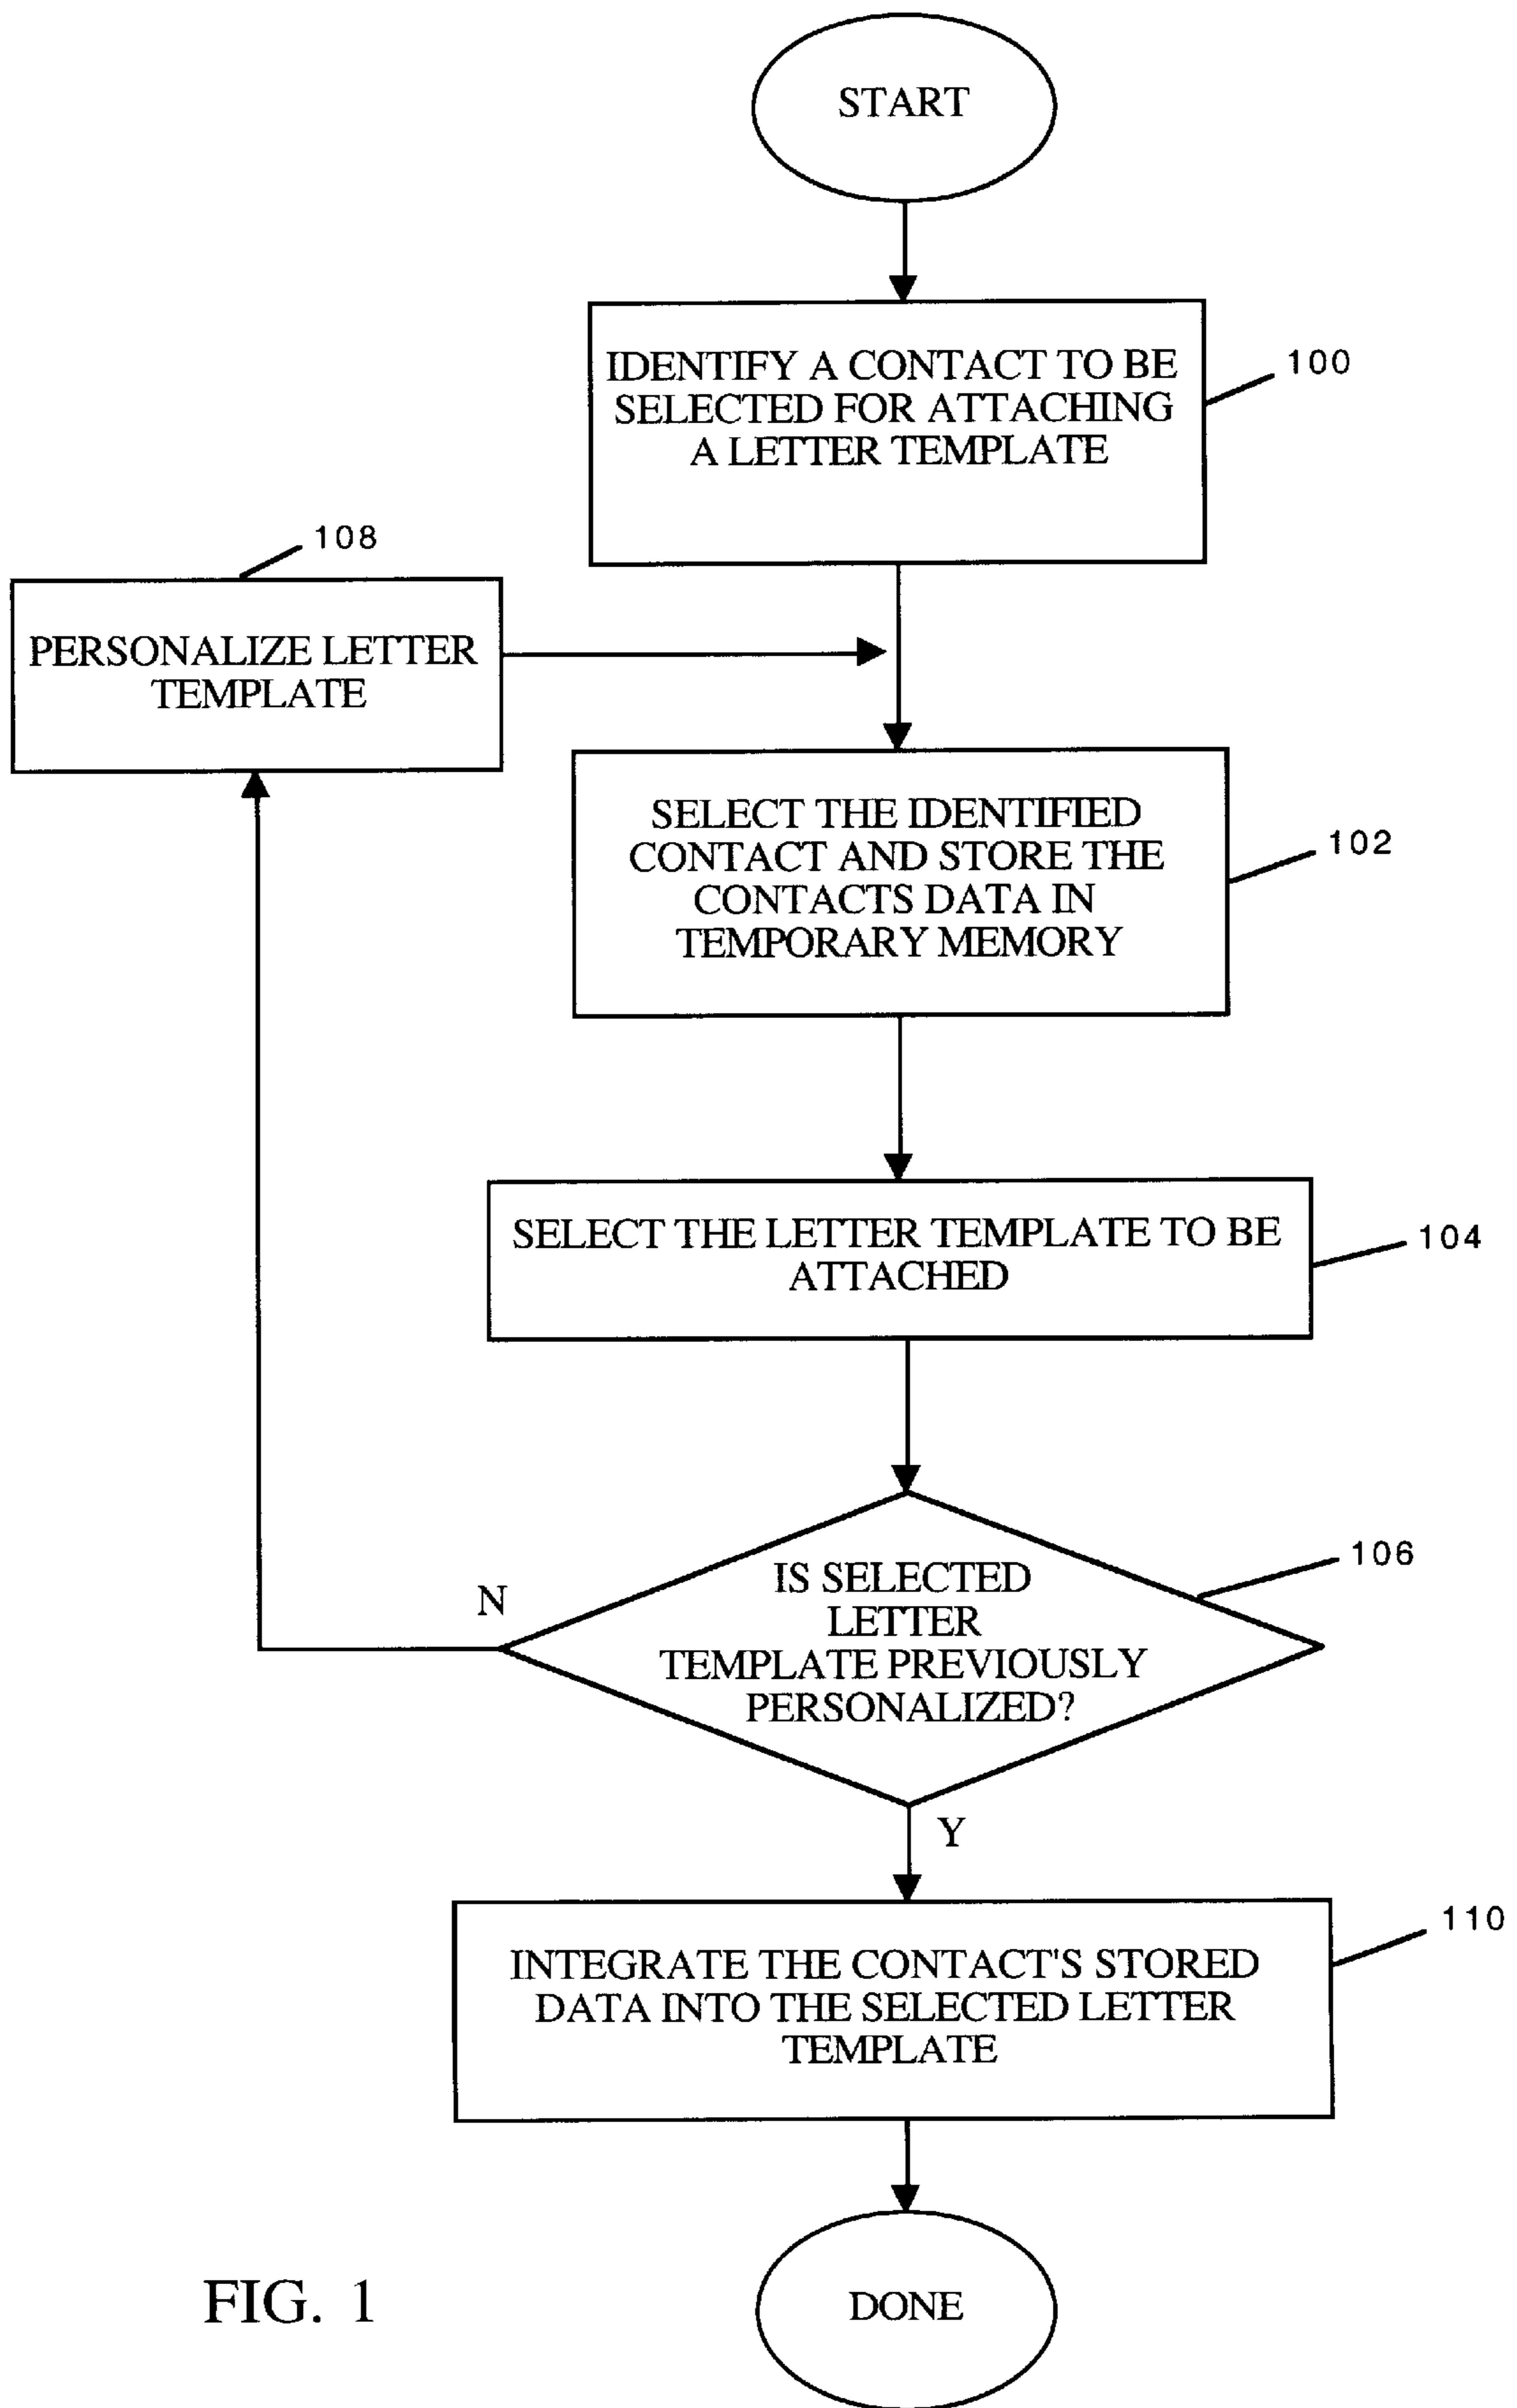 START
IDENTIFY A CONTACT TO BE
SELECTED FOR ATTACHING
A LETTER TEMPLATE
100
108
PERSONALIZE LETTER
TEMPLATE
SELECT THE IDENTIFIED
CONTACT AND STORE THE
CONTACTS DATA IN
TEMPORARY MEMORY
102
SELECT THE LETTER TEMPLATE TO BE
ATTACHED
104
IS SELECTED
LETTER
TEMPLATE PREVIOUSLY
PERSONALIZED?
106
N
Y
INTEGRATE THE CONTACT'S STORED
DATA INTO THE SELECTED LETTER
TEMPLATE
110
DONE
FIG. 1